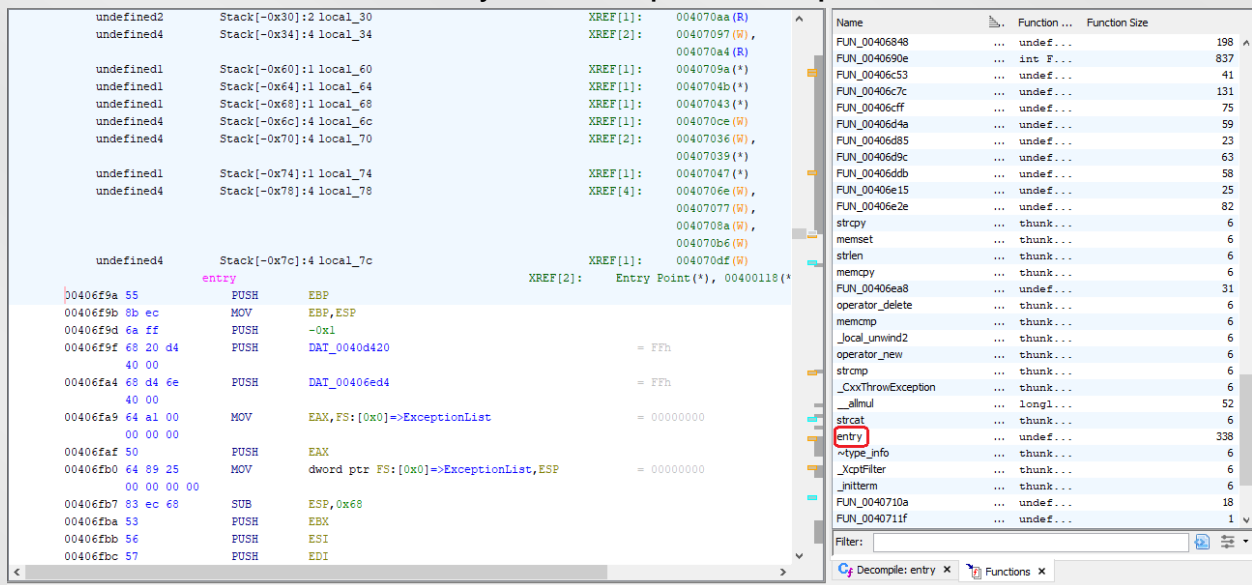 undefined2 Stack[-0x30]:2 local_30 XREF[1]: 004070aa(R)
undefined4 Stack[-0x34]:4 local_34 XREF[2]: 00407097(W),
004070a4(R)
undefined1 Stack[-0x60]:1 local_60 XREF[1]: 0040709a(*)
undefined1 Stack[-0x64]:1 local_64 XREF[1]: 0040704b(*)
undefined1 Stack[-0x68]:1 local_68 XREF[1]: 00407043(*)
undefined4 Stack[-0x6c]:4 local_6c XREF[1]: 004070ce(W)
undefined4 Stack[-0x70]:4 local_70 XREF[2]: 00407036(W),
00407039(*)
undefined1 Stack[-0x74]:1 local_74 XREF[1]: 00407047(*)
undefined4 Stack[-0x78]:4 local_78 XREF[4]: 0040706e(W),
00407077(W),
0040708a(W),
004070b6(W)
undefined4 Stack[-0x7c]:4 local_7c XREF[1]: 004070df(W)
entry XREF[2]: Entry Point(*), 00400118(*
00406f9a 55 PUSH EBP
00406f9b 8b ec MOV EBP,ESP
00406f9d 6a ff PUSH -0x1
00406f9f 68 20 d4 PUSH DAT_0040d420 = FFh
40 00
00406fa4 68 d4 6e PUSH DAT_00406ed4 = FFh
40 00
00406fa9 64 a1 00 MOV EAX,FS:[0x0]=>ExceptionList = 00000000
00 00 00
00406faf 50 PUSH EAX
00406fb0 64 89 25 MOV dword ptr FS:[0x0]=>ExceptionList,ESP = 00000000
00 00 00 00
00406fb7 83 ec 68 SUB ESP,0x68
00406fba 53 PUSH EBX
00406fbb 56 PUSH ESI
00406fbc 57 PUSH EDI
Name Function ... Function Size
FUN_00406848 ... undef... 198
FUN_0040690e ... int F... 837
FUN_00406c53 ... undef... 41
FUN_00406c7c ... undef... 131
FUN_00406cff ... undef... 75
FUN_00406d4a ... undef... 59
FUN_00406d85 ... undef... 23
FUN_00406d9c ... undef... 63
FUN_00406ddb ... undef... 58
FUN_00406e15 ... undef... 25
FUN_00406e2e ... undef... 82
strcpy ... thunk... 6
memset ... thunk... 6
strlen ... thunk... 6
memcpy ... thunk... 6
FUN_00406ea8 ... undef... 31
operator_delete ... thunk... 6
memcmp ... thunk... 6
_local_unwind2 ... thunk... 6
operator_new ... thunk... 6
strcmp ... thunk... 6
_CxxThrowException ... thunk... 6
__allmul ... longl... 52
strcat ... thunk... 6
entry ... undef... 338
~type_info ... thunk... 6
_XcptFilter ... thunk... 6
_initterm ... thunk... 6
FUN_0040710a ... undef... 18
FUN_0040711f ... undef... 1
Filter:
Decompile: entry × Functions ×